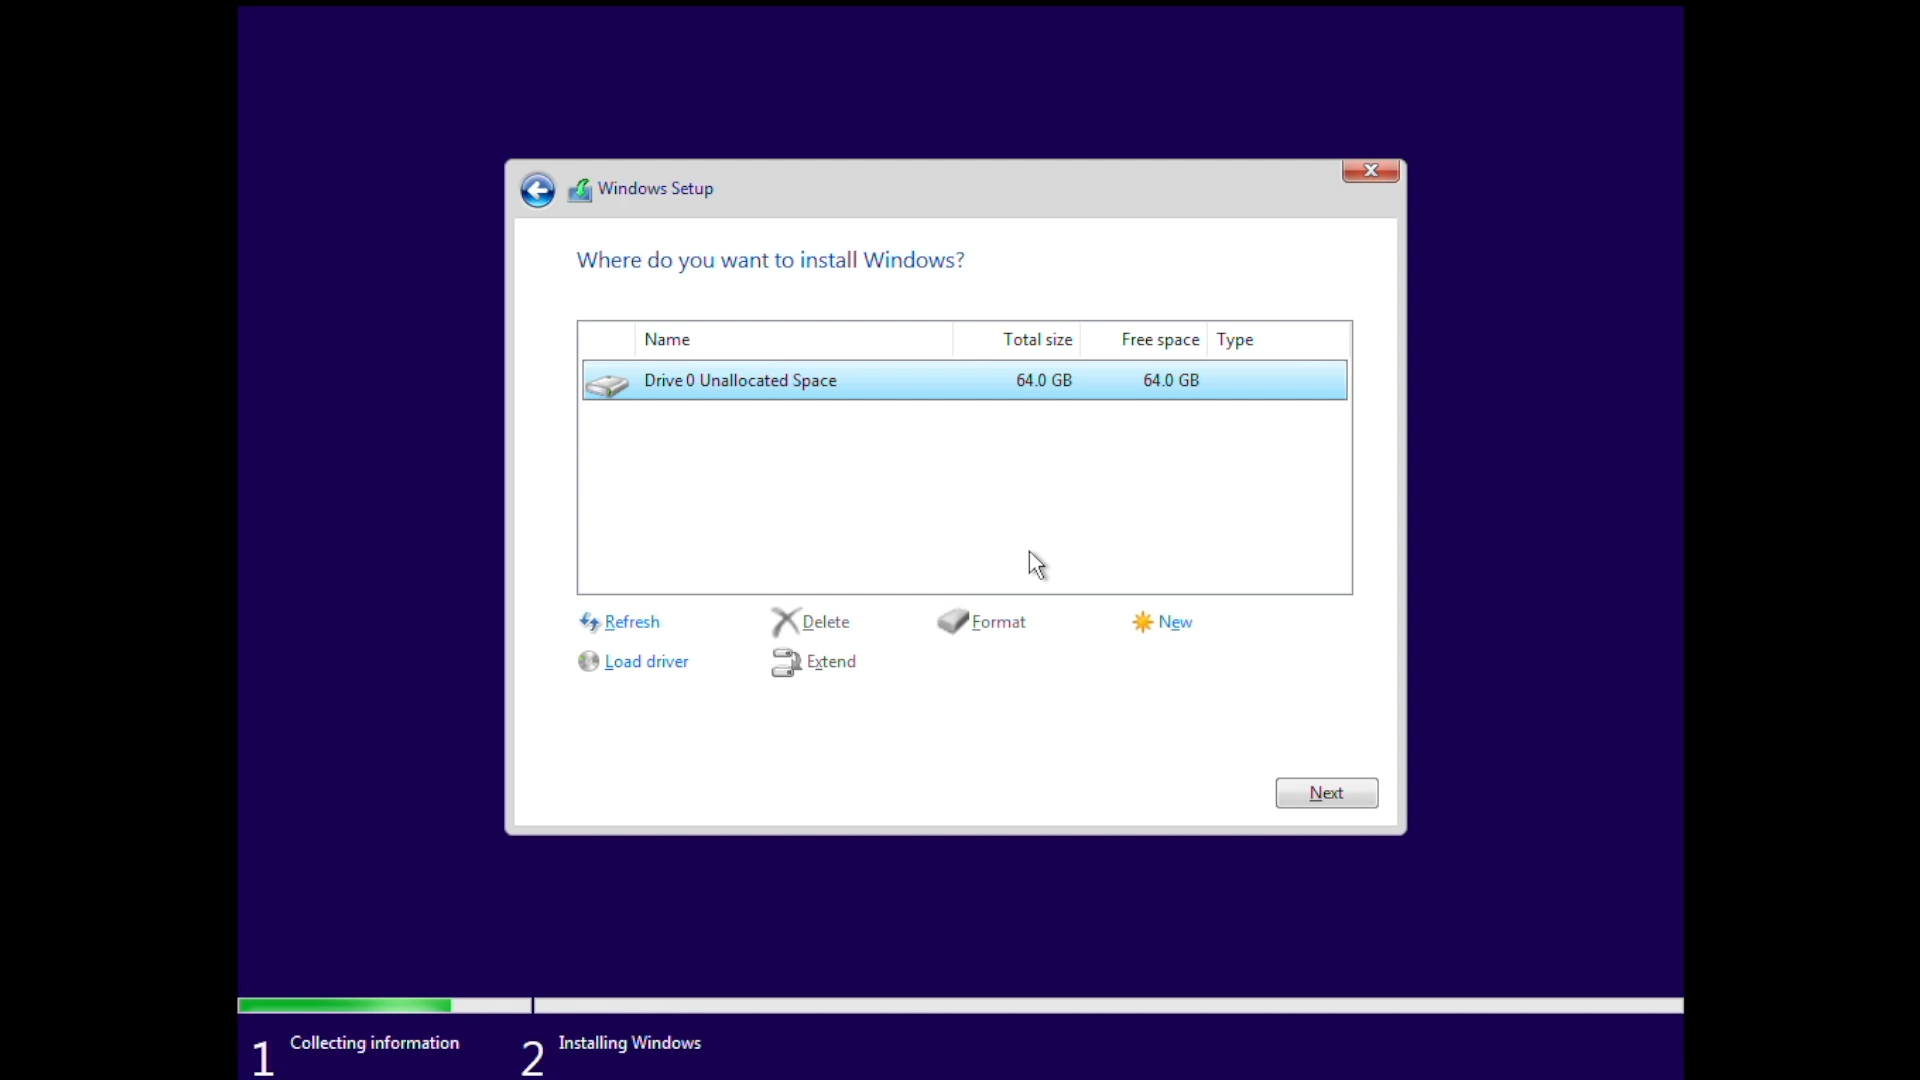 Windows Setup
Where do you want to install Windows?
Name Total size Free space Type
Drive 0 Unallocated Space 64.0 GB 64.0 GB
Refresh Delete Format New
Load driver Extend
Next
1 Collecting information 2 Installing Windows